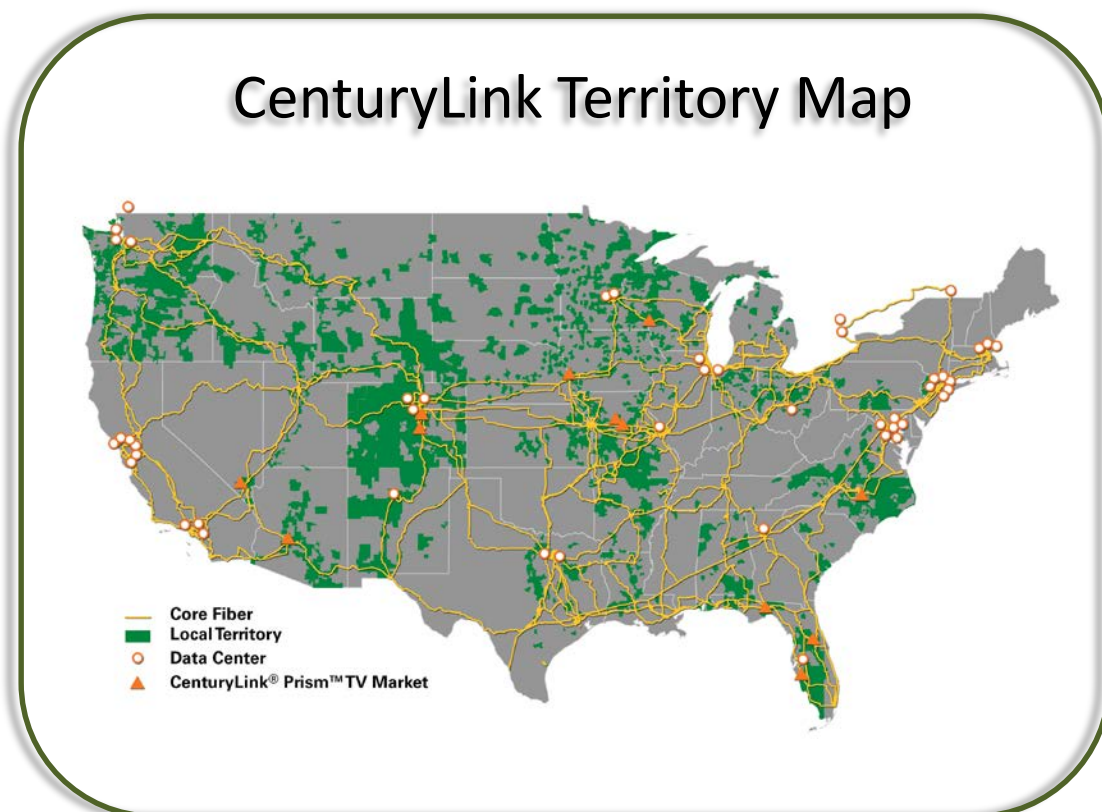 CenturyLink Territory Map
Core Fiber
Local Territory
Data Center
CenturyLink® Prism™ TV Market